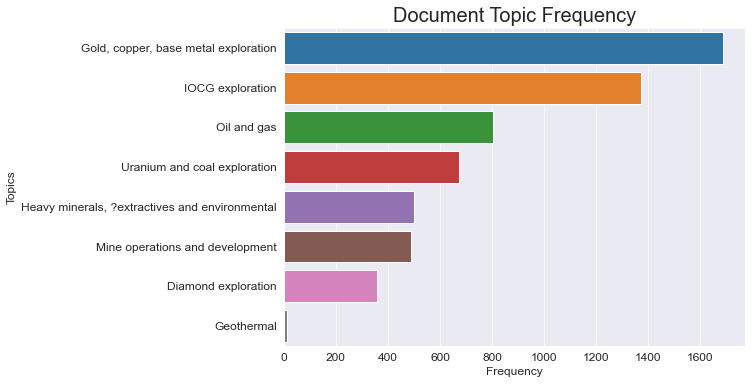 Document Topic Frequency
Topics
Gold, copper, base metal exploration
IOCG exploration
Oil and gas
Uranium and coal exploration
Heavy minerals, ?extractives and environmental
Mine operations and development
Diamond exploration
Geothermal
0 200 400 600 800 1000 1200 1400 1600
Frequency